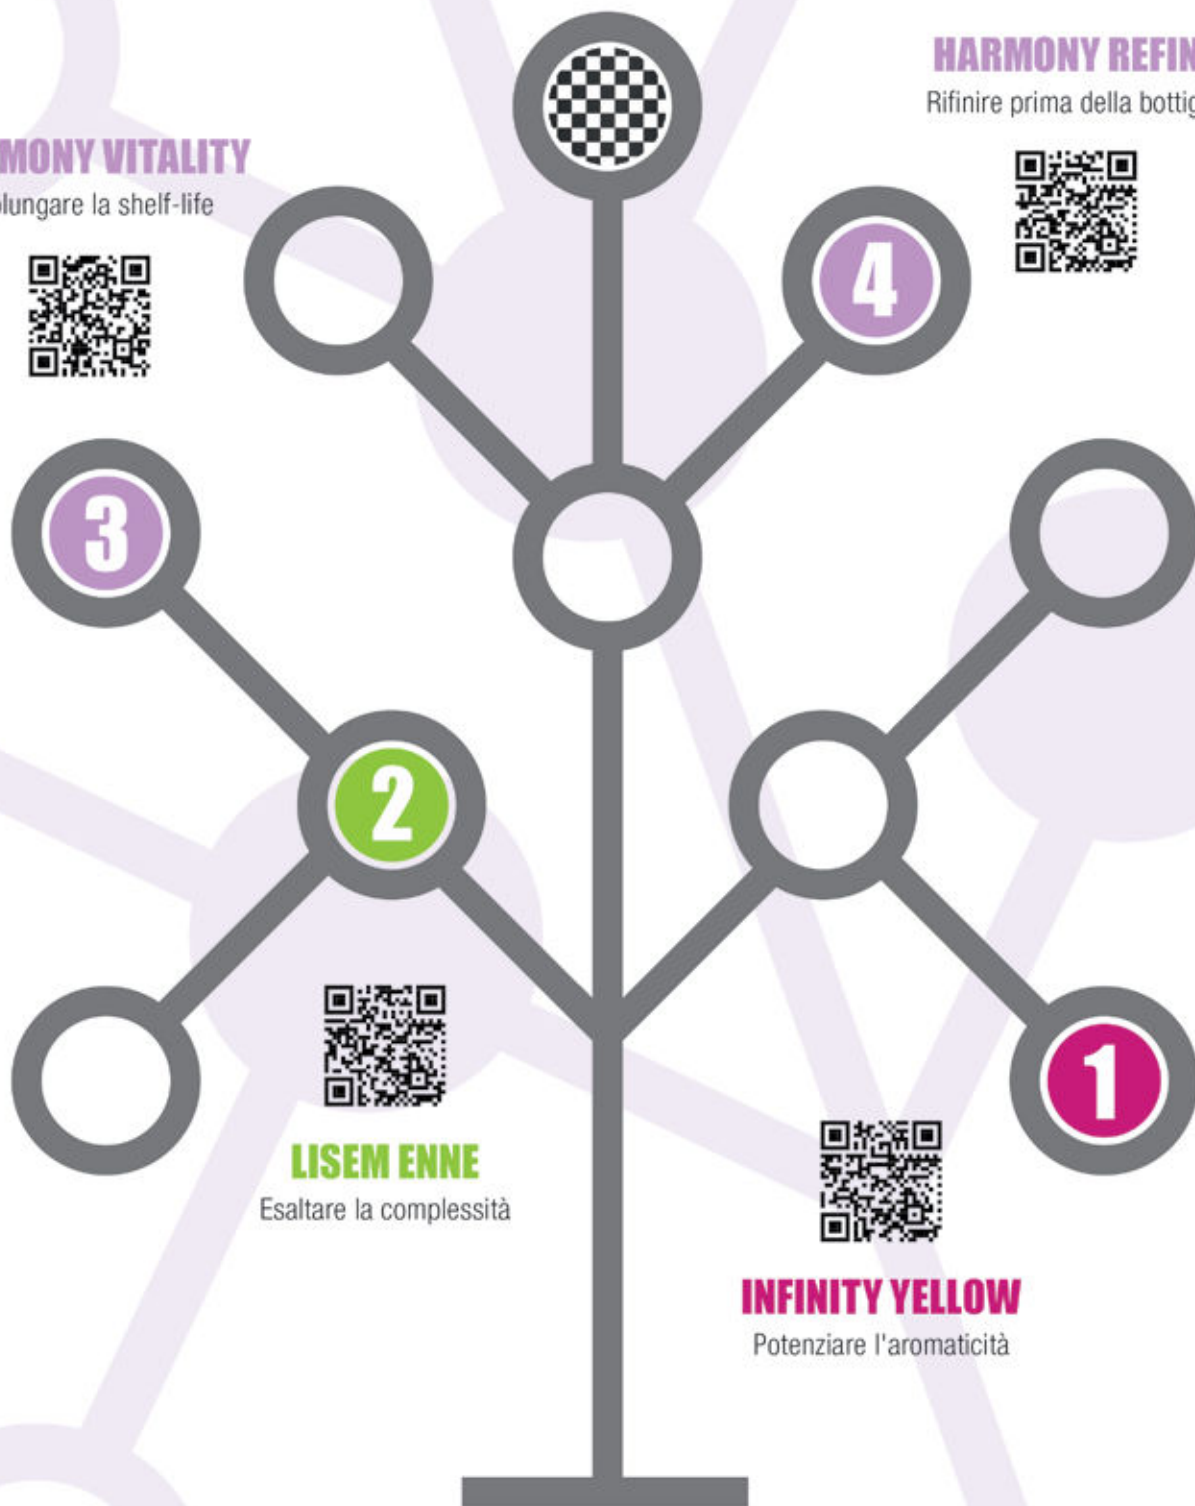 HARMONY REFIN
Rifinire prima della bottig
MONY VITALITY
lungare la shelf-life
4
3
2
1
LISEM ENNE
Esaltare la complessità
INFINITY YELLOW
Potenziare l'aromaticità